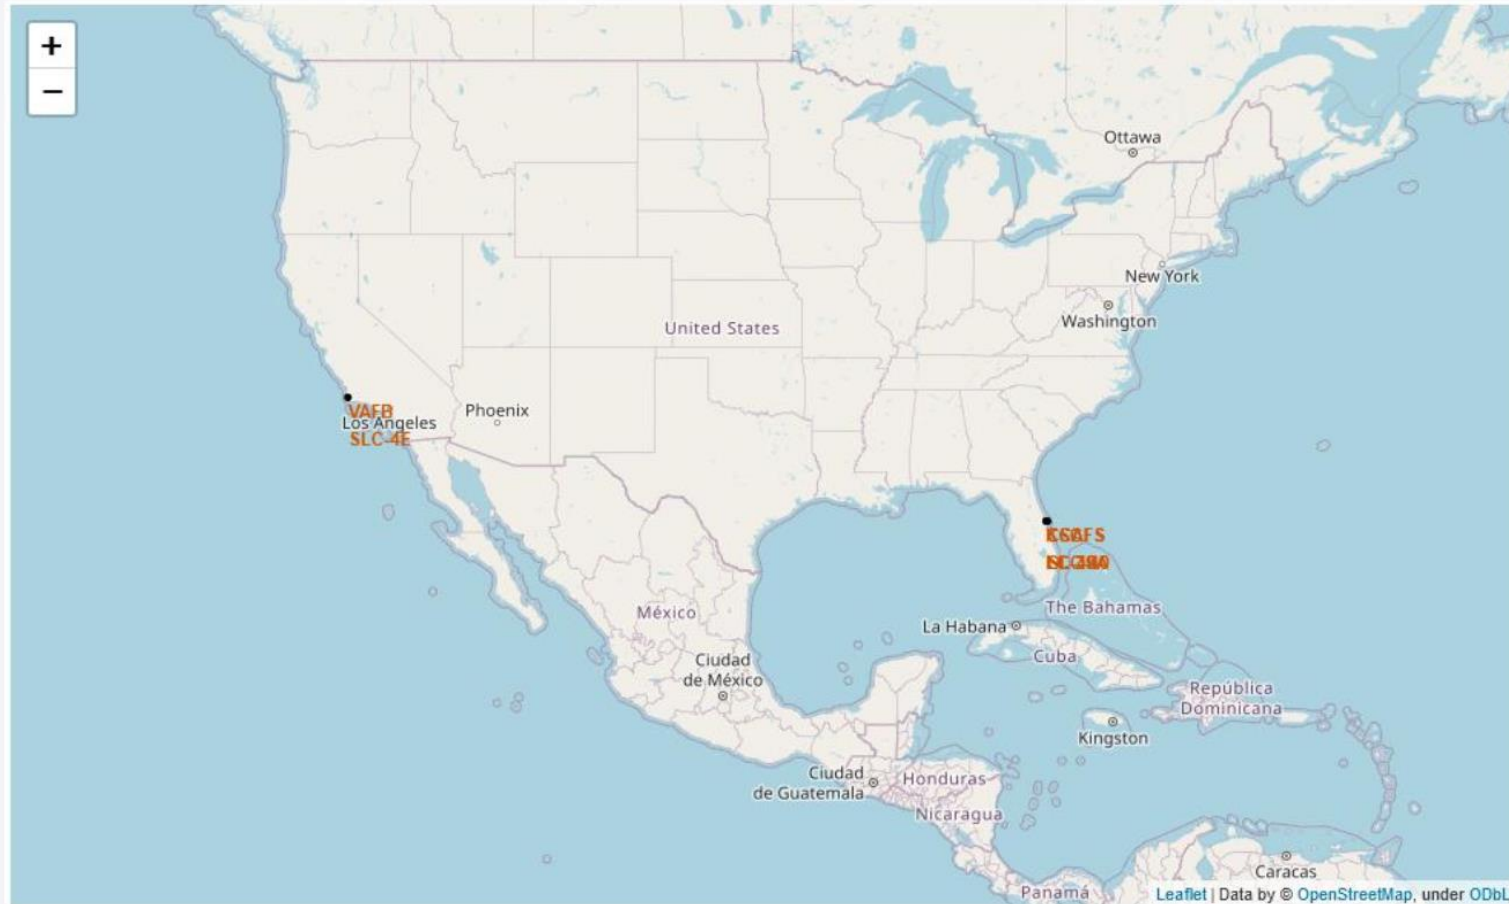 +
−
Ottawa
New York
Washington
United States
VAFB
Los Angeles
SLC-4E
Phoenix
The Bahamas
La Habana
México
Cuba
Ciudad
de México
República
Dominicana
Kingston
Ciudad
de Guatemala
Honduras
Nicaragua
Caracas
Panamá
Leaflet | Data by © OpenStreetMap, under ODbL